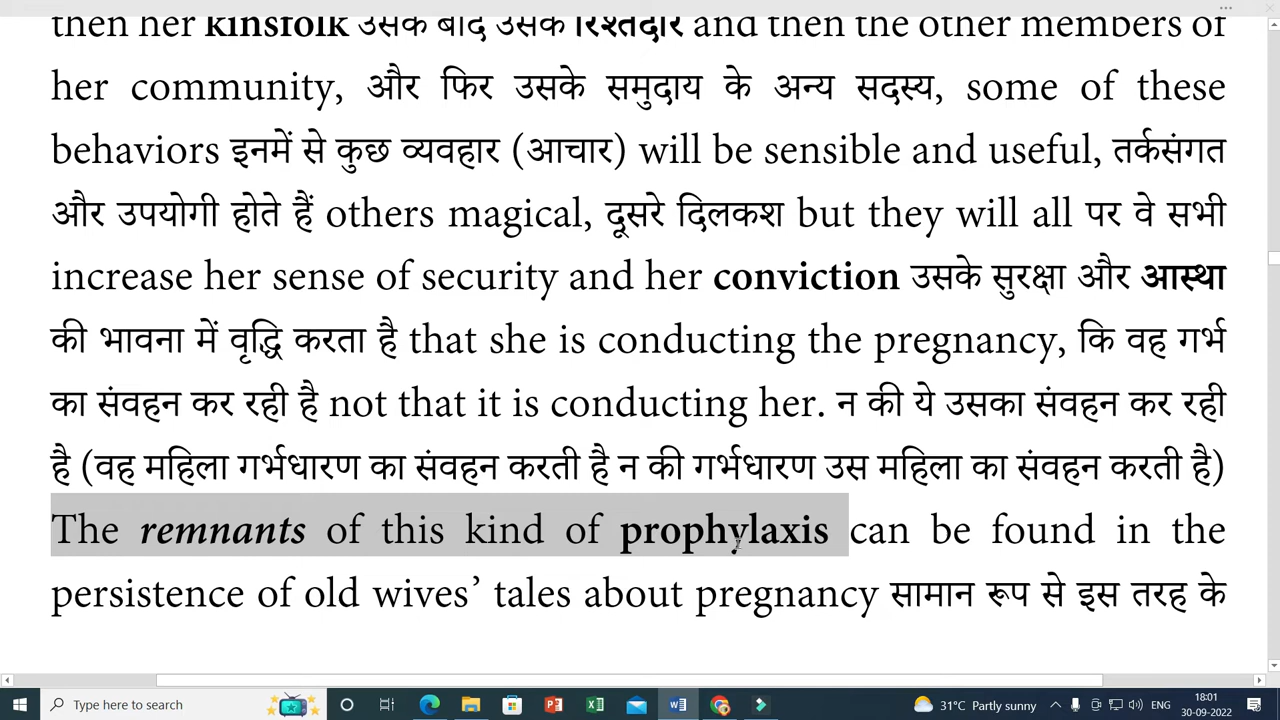 then her kinsfolk उसके बाद उसके रिश्तेदार and then the other members of
her community, और फिर उसके समुदाय के अन्य सदस्य, some of these
behaviors इनमें से कुछ व्यवहार (आचार) will be sensible and useful, तर्कसंगत
और उपयोगी होते हैं others magical, दूसरे दिलकश but they will all पर वे सभी
increase her sense of security and her conviction उसके सुरक्षा और आस्था
की भावना में वृद्धि करता है that she is conducting the pregnancy, कि वह गर्भ
का संवहन कर रही है not that it is conducting her. न की ये उसका संवहन कर रही
है (वह महिला गर्भधारण का संवहन करती है न की गर्भधारण उस महिला का संवहन करती है)
The remnants of this kind of prophylaxis can be found in the
persistence of old wives’ tales about pregnancy सामान रूप से इस तरह के
Type here to search
31°C Partly sunny
ENG
18:01
30-09-2022